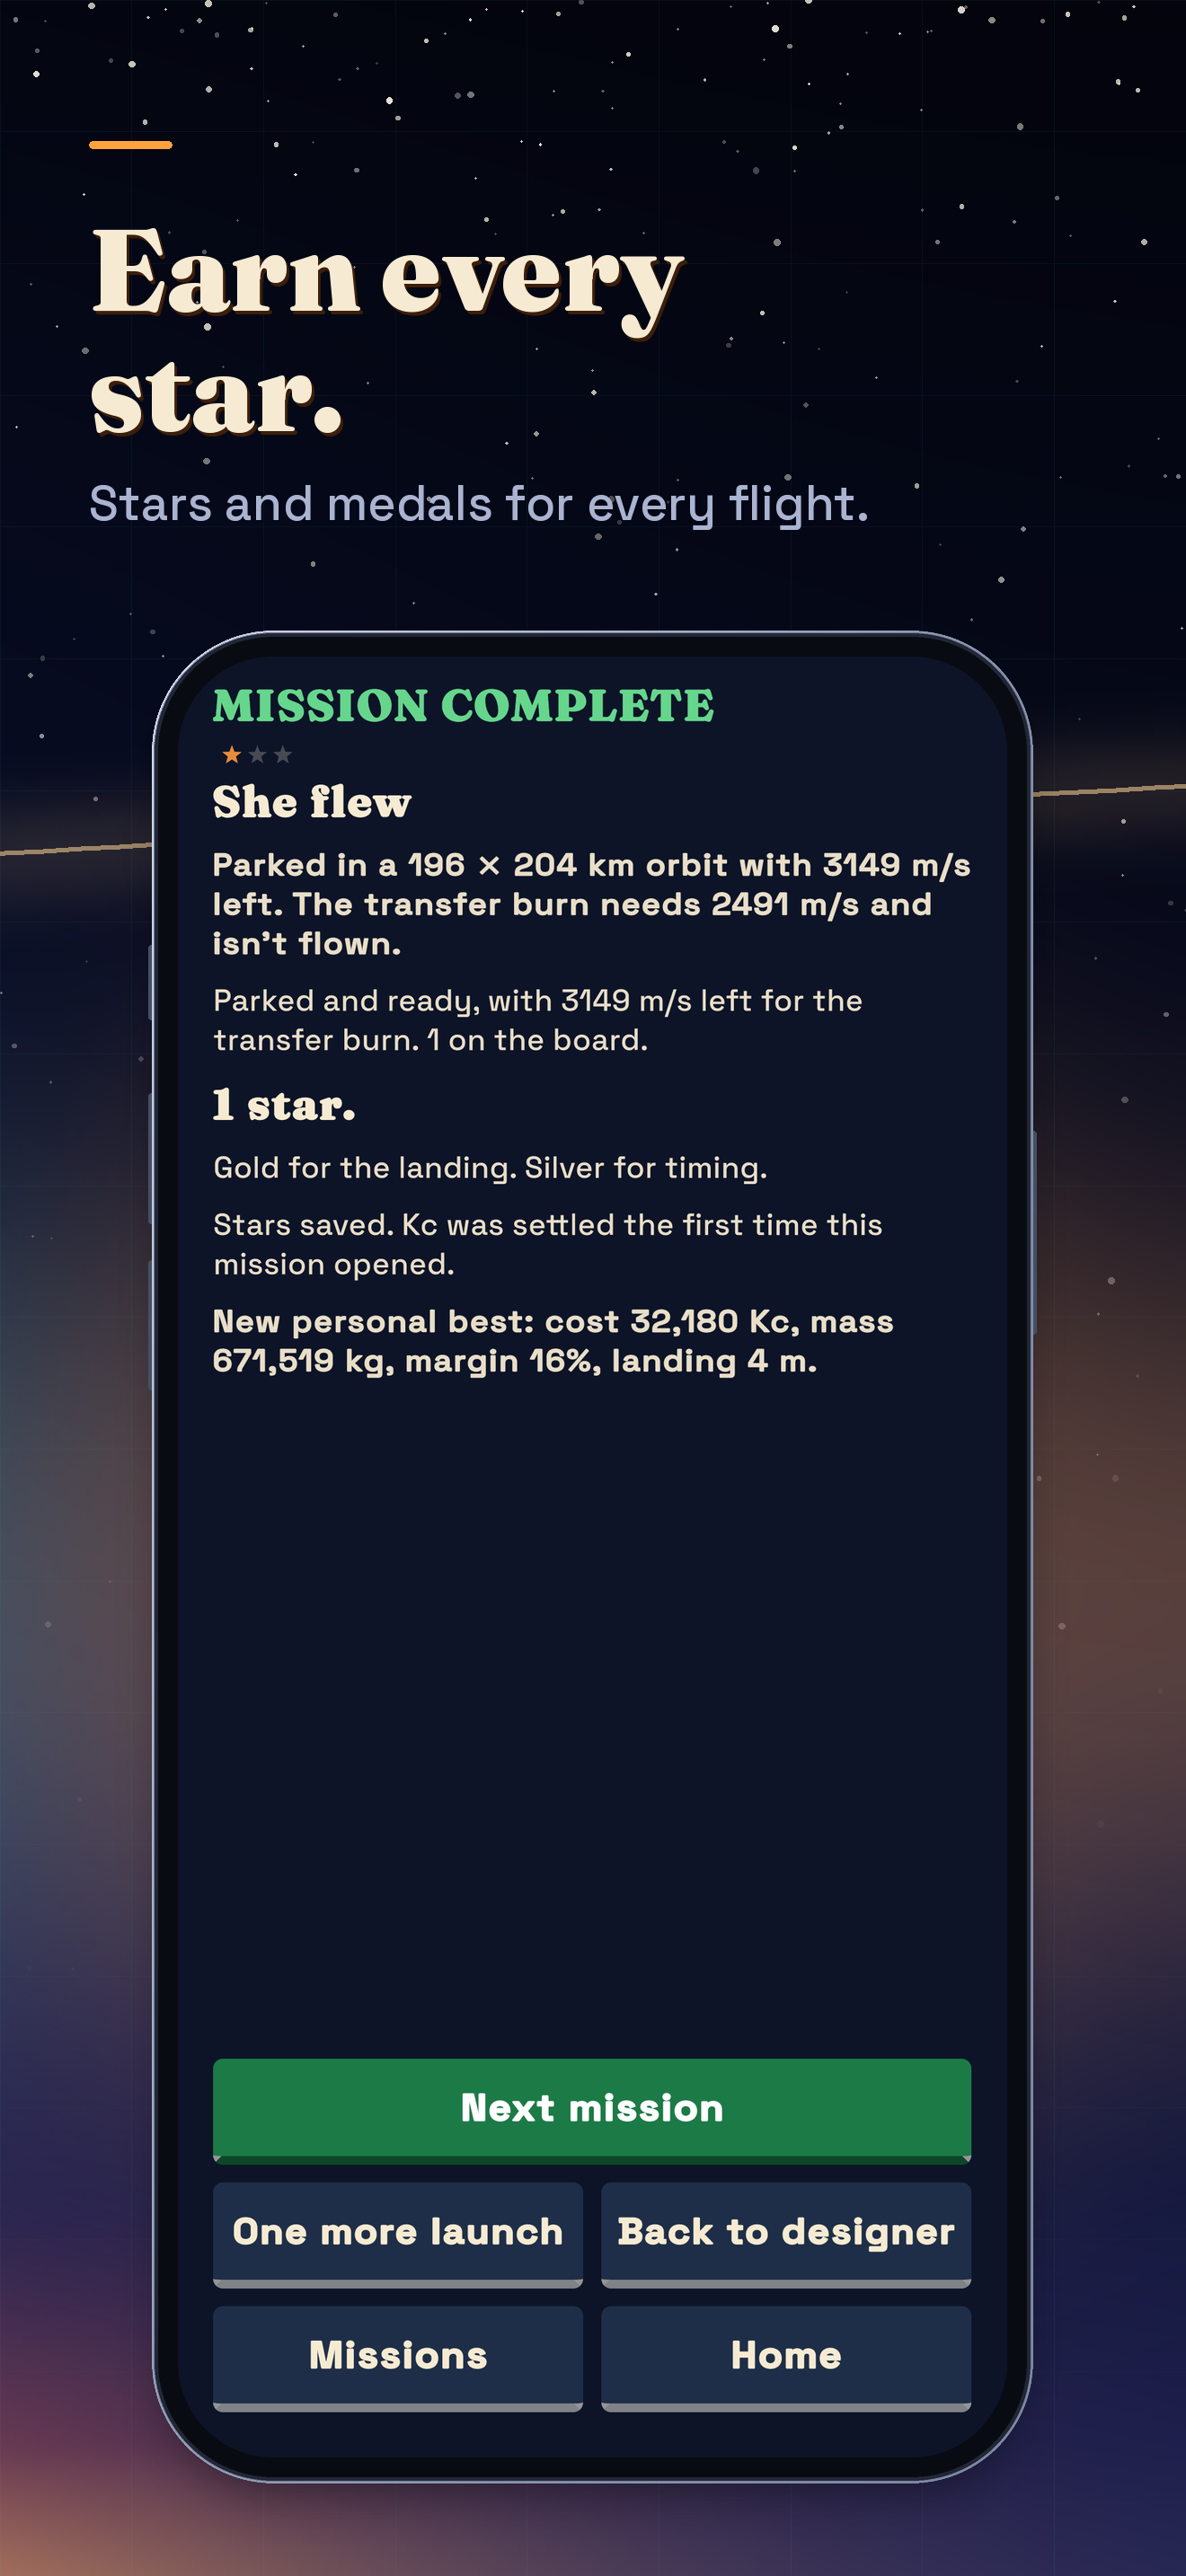 Earn every
star.
Stars and medals for every flight.
MISSION COMPLETE
She flew
Parked in a 196 × 204 km orbit with 3149 m/s
left. The transfer burn needs 2491 m/s and
isn't flown.
Parked and ready, with 3149 m/s left for the
transfer burn. 1 on the board.
1 star.
Gold for the landing. Silver for timing.
Stars saved. Kc was settled the first time this
mission opened.
New personal best: cost 32,180 Kc, mass
671,519 kg, margin 16%, landing 4 m.
Next mission
One more launch
Back to designer
Missions
Home